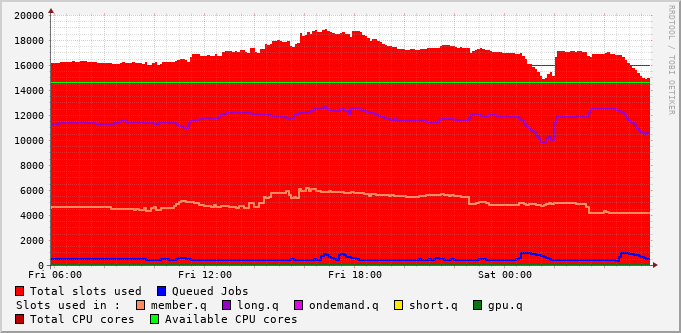 20000
18000
16000
14000
12000
10000
8000
6000
4000
2000
0
Fri 06:00 Fri 12:00 Fri 18:00 Sat 00:00
Total slots used Queued Jobs
Slots used in : member.q long.q ondemand.q short.q gpu.q
Total CPU cores Available CPU cores
RRDTOOL / TOBI OETIKER